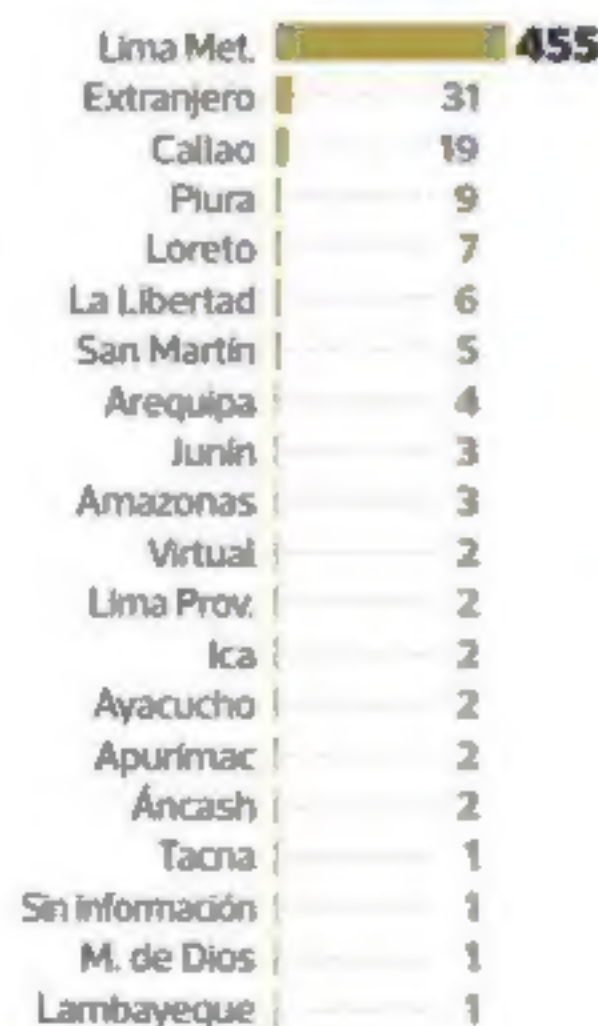 Lima Met. 455
Extranjero 31
Callao 19
Piura 9
Loreto 7
La Libertad 6
San Martín 5
Arequipa 4
Junín 3
Amazonas 3
Virtual 2
Lima Prov. 2
Ica 2
Ayacucho 2
Apurímac 2
Áncash 2
Tacna 1
Sin información 1
M. de Dios 1
Lambayeque 1